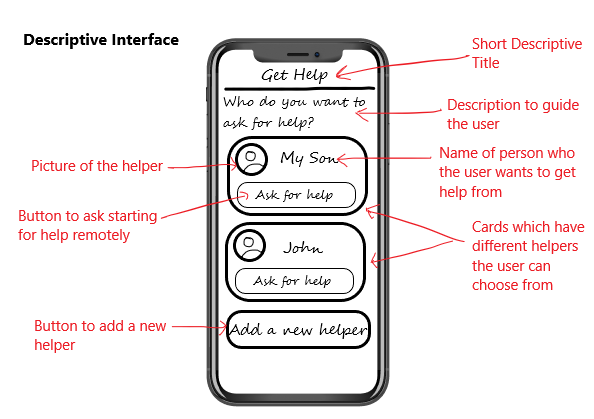 Descriptive Interface
Short Descriptive
Title
Get Help
Who do you want to
ask for help?
Description to guide
the user
Picture of the helper
My Son
Name of person who
the user wants to get
help from
Ask for help
Button to ask starting
for help remotely
Cards which have
different helpers
the user can
choose from
John
Ask for help
Button to add a new
helper
Add a new helper